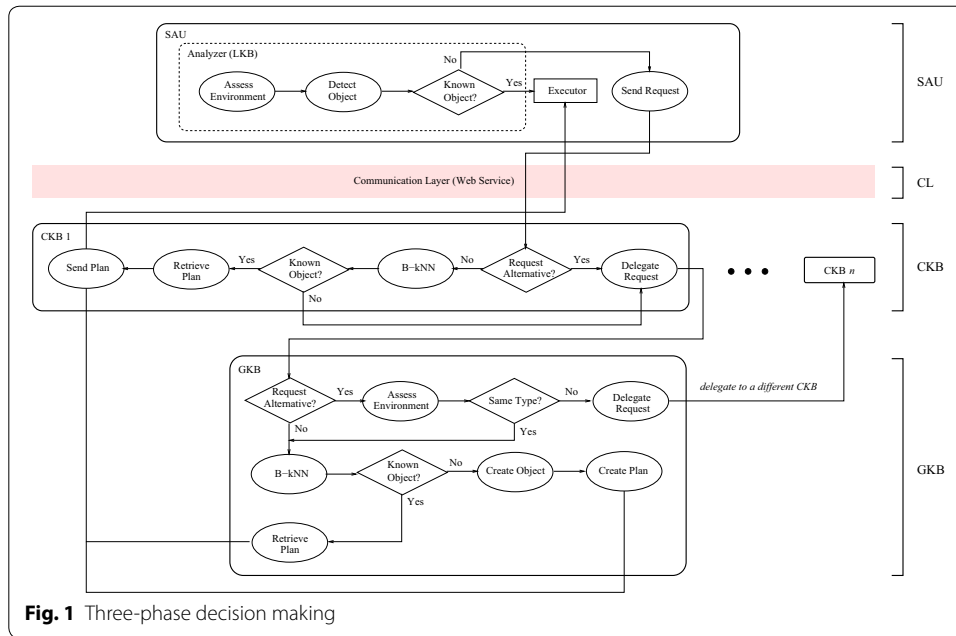 SAU
Analyzer (LKB)
No
Assess
Environment
Detect
Object
Known
Object?
Yes
Executor
Send Request
SAU
Communication Layer (Web Service)
CL
CKB 1
Send Plan
Retrieve
Plan
Yes
Known
Object?
B−kNN
No
Request
Alternative?
Yes
Delegate
Request
No
CKB n
CKB
GKB
Request
Alternative?
Yes
Assess
Environment
Same Type?
No
Delegate
Request
delegate to a different CKB
No
Yes
B−kNN
Known
Object?
No
Create Object
Create Plan
Yes
GKB
Retrieve
Plan
Fig. 1 Three-phase decision making